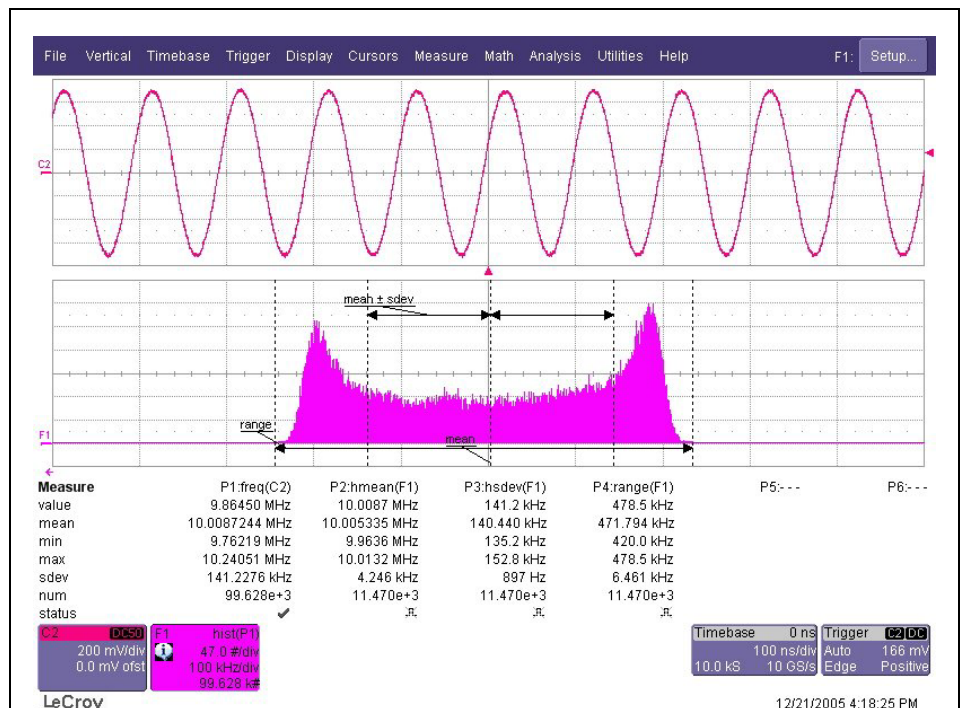 File Vertical Timebase Trigger Display Cursors Measure Math Analysis Utilities Help F1: Setup...
C2
mean ± sdev
range
mean
F1
Measure P1:freq(C2) P2:hmean(F1) P3:hsdev(F1) P4:range(F1) P5:- - - P6:- - -
value 9.86450 MHz 10.0087 MHz 141.2 kHz 478.5 kHz
mean 10.0087244 MHz 10.005335 MHz 140.440 kHz 471.794 kHz
min 9.76219 MHz 9.9636 MHz 135.2 kHz 420.0 kHz
max 10.24051 MHz 10.0132 MHz 152.8 kHz 478.5 kHz
sdev 141.2276 kHz 4.246 kHz 897 Hz 6.461 kHz
num 99.628e+3 11.470e+3 11.470e+3 11.470e+3
status
C2 DC50 F1 hist(P1) Timebase 0 ns Trigger C2 DC
200 mV/div 47.0 #/div 100 ns/div Auto 166 mV
0.0 mV ofst 100 kHz/div 10.0 kS 10 GS/s Edge Positive
99.628 k#
LeCroy 12/21/2005 4:18:25 PM